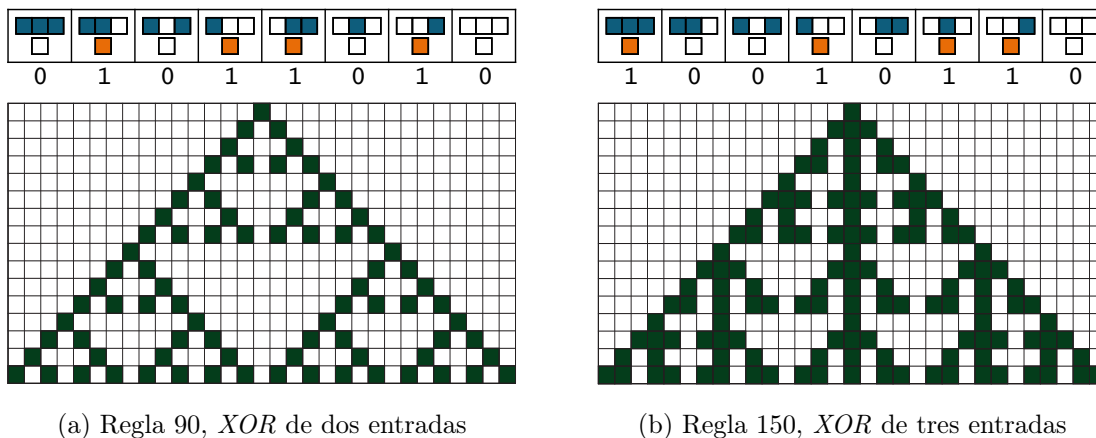 0 1 0 1 1 0 1 0
1 0 0 1 0 1 1 0
(a) Regla 90, XOR de dos entradas
(b) Regla 150, XOR de tres entradas